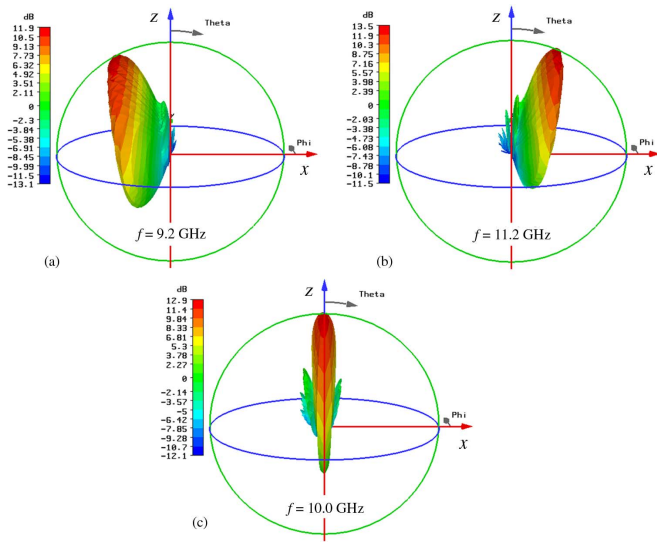 dB
11.9
10.5
9.13
7.73
6.32
4.92
3.51
2.11
0
-2.3
-3.84
-5.38
-6.91
-8.45
-9.99
-11.5
-13.1
z
Theta
Phi
x
f = 9.2 GHz
(a)
dB
13.5
11.9
10.3
8.75
7.16
5.57
3.98
2.39
0
-2.03
-3.38
-4.73
-6.08
-7.43
-8.78
-10.1
-11.5
z
Theta
Phi
x
f = 11.2 GHz
(b)
dB
12.9
11.4
9.84
8.33
6.81
5.3
3.78
2.27
0
-2.14
-3.57
-5
-6.42
-7.85
-9.28
-10.7
-12.1
z
Theta
Phi
x
f = 10.0 GHz
(c)